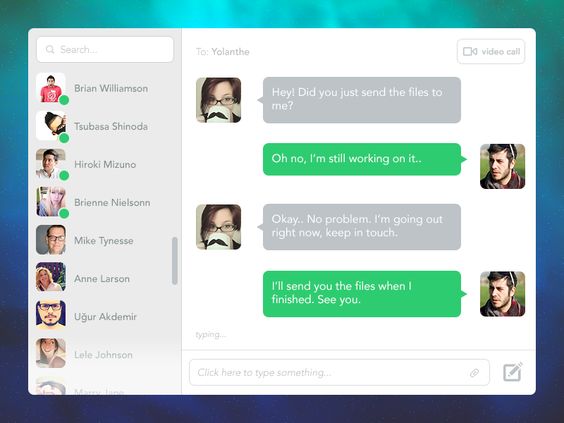 Search...
Brian Williamson
Tsubasa Shinoda
Hiroki Mizuno
Brienne Nielsonn
Mike Tynesse
Anne Larson
Uğur Akdemir
Lele Johnson
Marry Jane
To: Yolanthe
video call
Hey! Did you just send the files to
me?
Oh no, I'm still working on it..
Okay.. No problem. I'm going out
right now, keep in touch.
I'll send you the files when I
finished. See you.
typing...
Click here to type something...